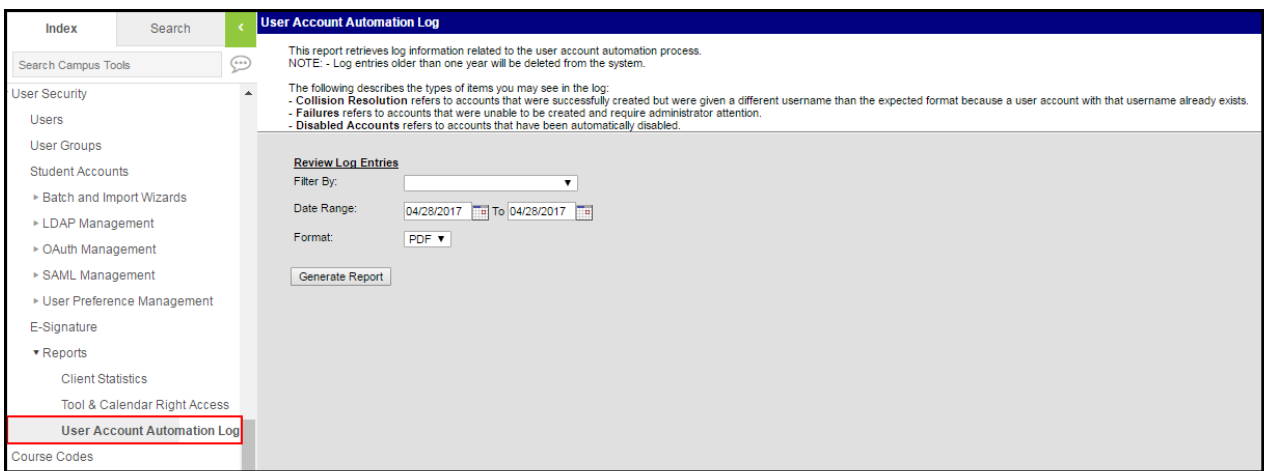 Index
Search
Search Campus Tools
User Security
Users
User Groups
Student Accounts
Batch and Import Wizards
LDAP Management
OAuth Management
SAML Management
User Preference Management
E-Signature
Reports
Client Statistics
Tool & Calendar Right Access
User Account Automation Log
Course Codes
User Account Automation Log
This report retrieves log information related to the user account automation process.
NOTE: - Log entries older than one year will be deleted from the system.
The following describes the types of items you may see in the log:
- Collision Resolution refers to accounts that were successfully created but were given a different username than the expected format because a user account with that username already exists.
- Failures refers to accounts that were unable to be created and require administrator attention.
- Disabled Accounts refers to accounts that have been automatically disabled.
Review Log Entries
Filter By:
Date Range: 04/28/2017 To 04/28/2017
Format: PDF
Generate Report